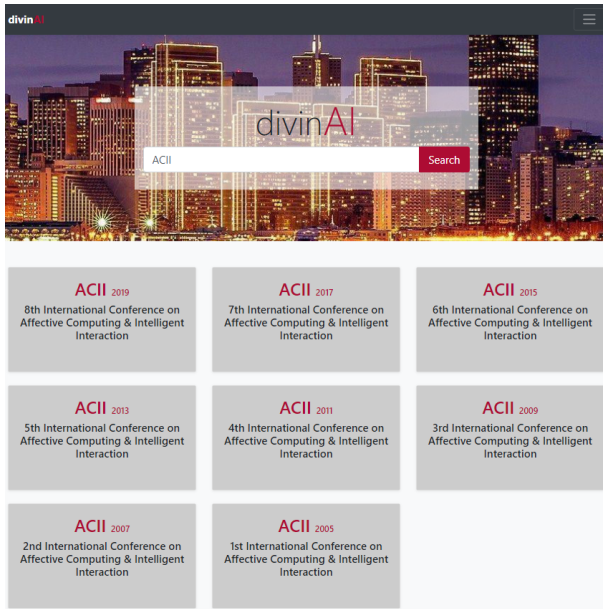 divinAI
divinAI
ACII
Search
ACII 2019
8th International Conference on
Affective Computing & Intelligent
Interaction
ACII 2017
7th International Conference on
Affective Computing & Intelligent
Interaction
ACII 2015
6th International Conference on
Affective Computing & Intelligent
Interaction
ACII 2013
5th International Conference on
Affective Computing & Intelligent
Interaction
ACII 2011
4th International Conference on
Affective Computing & Intelligent
Interaction
ACII 2009
3rd International Conference on
Affective Computing & Intelligent
Interaction
ACII 2007
2nd International Conference on
Affective Computing & Intelligent
Interaction
ACII 2005
1st International Conference on
Affective Computing & Intelligent
Interaction